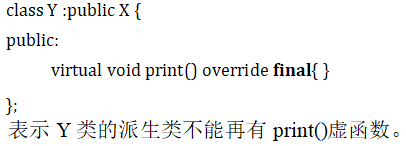 class Y :public X {
public:
virtual void print() override final{ }
};
表示 Y 类的派生类不能再有 print()虚函数。